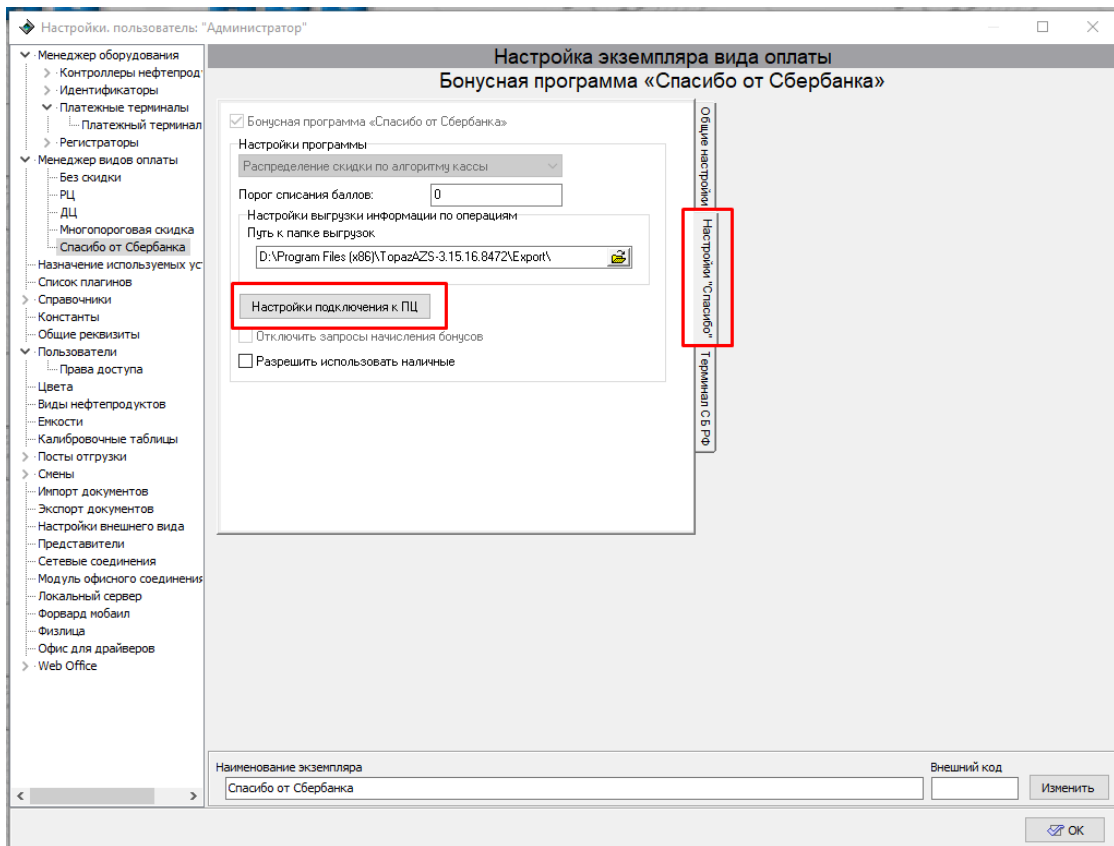 Настройки. пользователь: "Администратор"
Менеджер оборудования
Контроллеры нефтепрод
Идентификаторы
Платежные терминалы
Платежный терминал
Регистраторы
Менеджер видов оплаты
Без скидки
РЦ
ДЦ
Многопороговая скидка
Спасибо от Сбербанка
Назначение используемых ус
Список плагинов
Справочники
Константы
Общие реквизиты
Пользователи
Права доступа
Цвета
Виды нефтепродуктов
Емкости
Калибровочные таблицы
Посты отгрузки
Смены
Импорт документов
Экспорт документов
Настройки внешнего вида
Представители
Сетевые соединения
Модуль офисного соединения
Локальный сервер
Форвард мобаил
Физлица
Офис для драйверов
Web Office
Настройка экземпляра вида оплаты
Бонусная программа «Спасибо от Сбербанка»
Бонусная программа «Спасибо от Сбербанка»
Настройки программы
Распределение скидки по алгоритму кассы
Порог списания баллов: 0
Настройки выгрузки информации по операциям
Путь к папке выгрузок
D:\Program Files (x86)\TopazAZS-3.15.16.8472\Export\
Настройки подключения к ПЦ
Отключить запросы начисления бонусов
Разрешить использовать наличные
Общие настройки
Настройки "Спасибо"
Терминал СБ РФ
Наименование экземпляра
Внешний код
Спасибо от Сбербанка
Изменить
OK